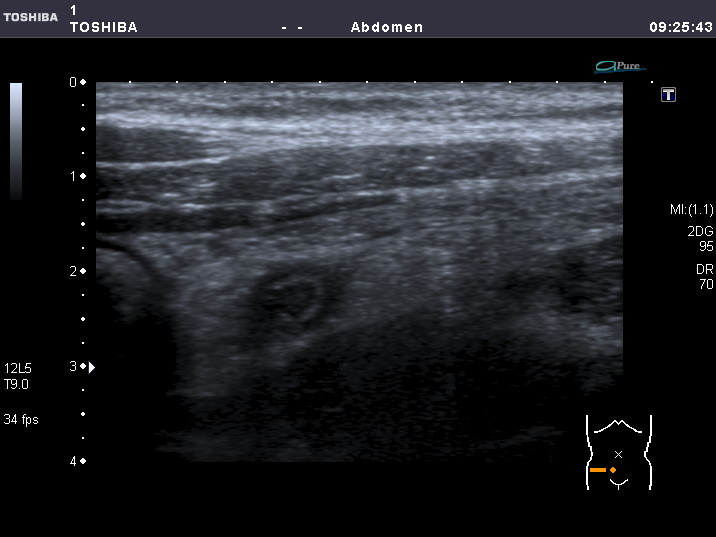 TOSHIBA
1
TOSHIBA - - Abdomen 09:25:43
Pure
T
0
1
2
3
4
MI:(1.1)
2DG
95
DR
70
12L5
T9.0
34 fps